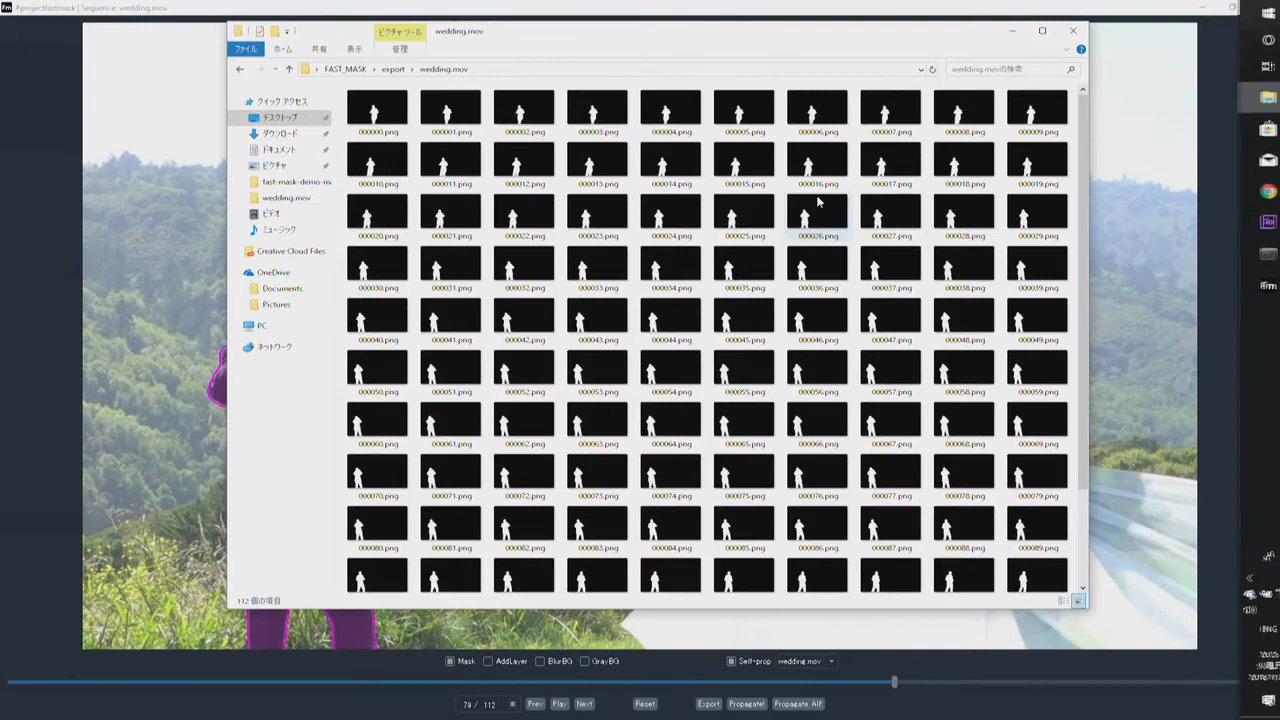 Fm #projectfastmask | Sequence: wedding.mov
ピクチャ ツール wedding.mov
ファイル ホーム 共有 表示 管理
FAST_MASK export wedding.mov wedding.movの検索
クイック アクセス
デスクトップ
ダウンロード
ドキュメント
ピクチャ
fast-mask-demo-m
wedding.mov
ビデオ
ミュージック
Creative Cloud Files
OneDrive
Documents
Pictures
PC
ネットワーク
000000.png 000001.png 000002.png 000003.png 000004.png 000005.png 000006.png 000007.png 000008.png 000009.png
000010.png 000011.png 000012.png 000013.png 000014.png 000015.png 000016.png 000017.png 000018.png 000019.png
000020.png 000021.png 000022.png 000023.png 000024.png 000025.png 000026.png 000027.png 000028.png 000029.png
000030.png 000031.png 000032.png 000033.png 000034.png 000035.png 000036.png 000037.png 000038.png 000039.png
000040.png 000041.png 000042.png 000043.png 000044.png 000045.png 000046.png 000047.png 000048.png 000049.png
000050.png 000051.png 000052.png 000053.png 000054.png 000055.png 000056.png 000057.png 000058.png 000059.png
000060.png 000061.png 000062.png 000063.png 000064.png 000065.png 000066.png 000067.png 000068.png 000069.png
000070.png 000071.png 000072.png 000073.png 000074.png 000075.png 000076.png 000077.png 000078.png 000079.png
000080.png 000081.png 000082.png 000083.png 000084.png 000085.png 000086.png 000087.png 000088.png 000089.png
112 個の項目
Mask AddLayer BlurBG GrayBG Self-prop wedding.mov
79 / 112 Prev Play Next Reset Export Propagate! Propagate All!
ENG